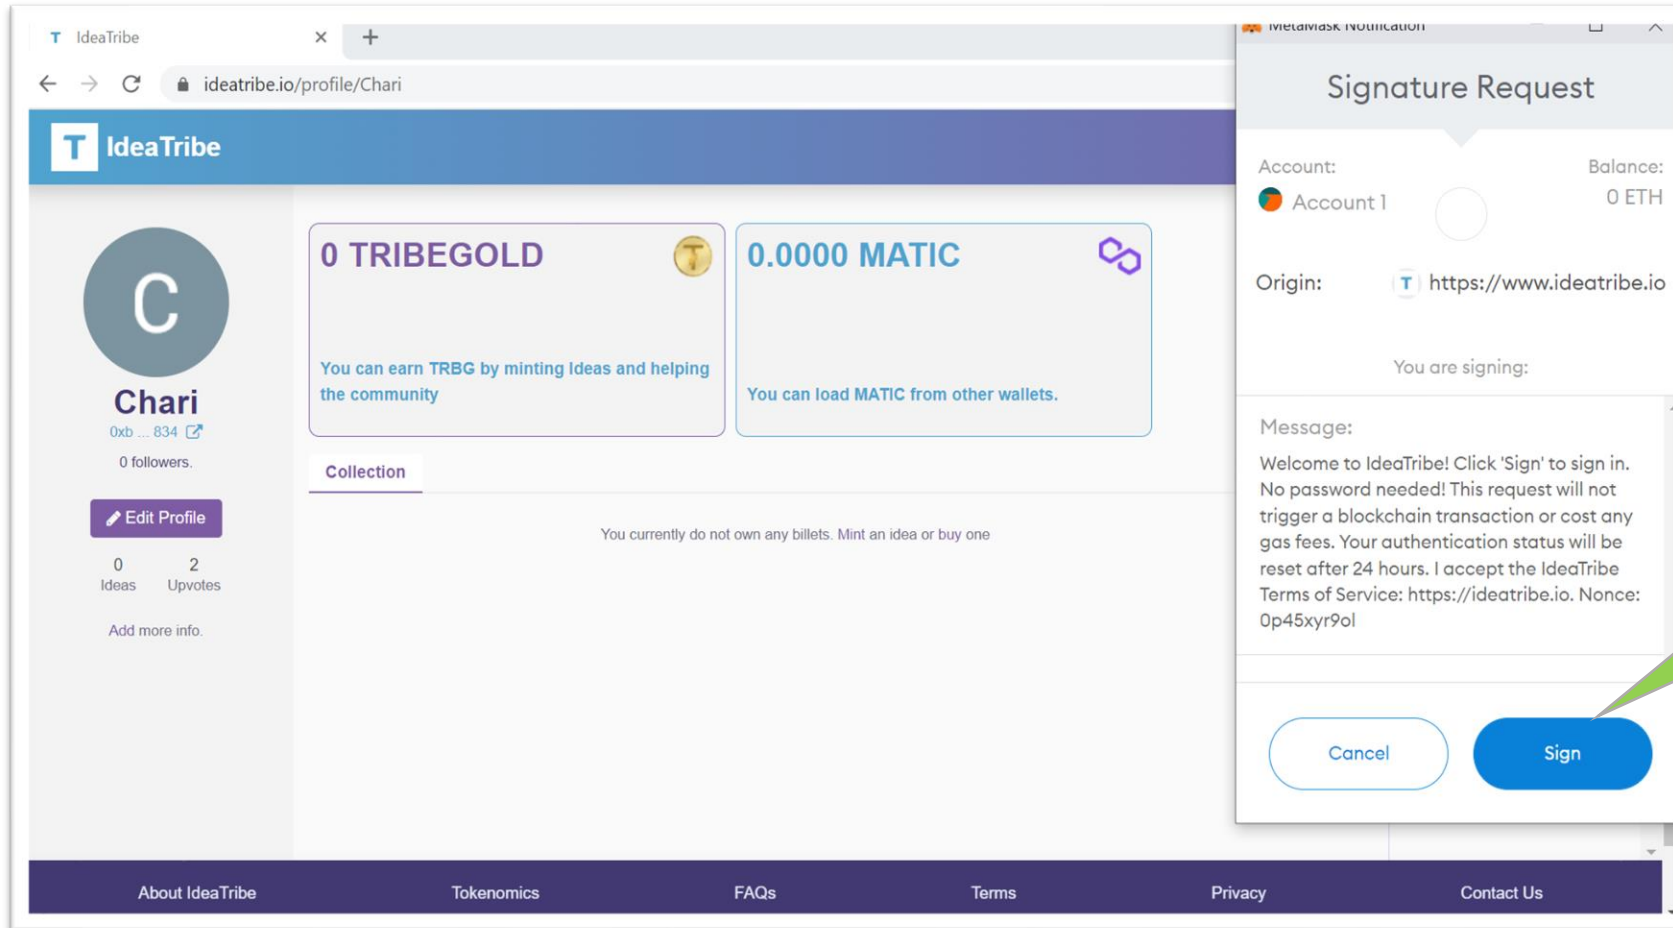 IdeaTribe
ideatribe.io/profile/Chari
T IdeaTribe
C
Chari
0xb ... 834
0 followers.
Edit Profile
0 2
Ideas Upvotes
Add more info.
0 TRIBEGOLD
You can earn TRBG by minting Ideas and helping
the community
0.0000 MATIC
You can load MATIC from other wallets.
Collection
You currently do not own any billets. Mint an idea or buy one
MetaMask Notification
Signature Request
Account: Balance:
Account 1 0 ETH
Origin: T https://www.ideatribe.io
You are signing:
Message:
Welcome to IdeaTribe! Click 'Sign' to sign in.
No password needed! This request will not
trigger a blockchain transaction or cost any
gas fees. Your authentication status will be
reset after 24 hours. I accept the IdeaTribe
Terms of Service: https://ideatribe.io. Nonce:
0p45xyr9ol
Cancel Sign
About IdeaTribe Tokenomics FAQs Terms Privacy Contact Us